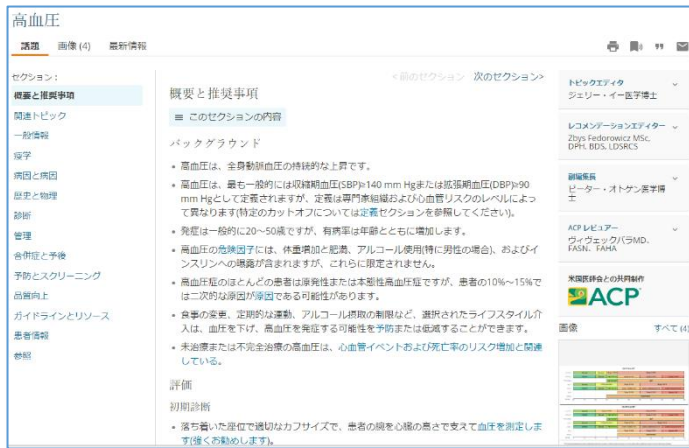 高血圧
話題 画像 (4) 最新情報
セクション：
概要と推奨事項
関連トピック
一般情報
疫学
病因と病因
歴史と物理
診断
管理
合併症と予後
予防とスクリーニング
品質向上
ガイドラインとリソース
患者情報
参照
<前のセクション 次のセクション>
概要と推奨事項
このセクションの内容
バックグラウンド
• 高血圧は、全身動脈血圧の持続的な上昇です。
• 高血圧は、最も一般的には収縮期血圧(SBP)≥140 mm Hgまたは拡張期血圧(DBP)≥90
mm Hgとして定義されますが、定義は専門家組織および心血管リスクのレベルによっ
て異なります(特定のカットオフについては定義セクションを参照してください)。
• 発症は一般的に20〜50歳ですが、有病率は年齢とともに増加します。
• 高血圧の危険因子には、体重増加と肥満、アルコール使用(特に男性の場合)、およびイ
ンスリンへの曝露が含まれますが、これらに限定されません。
• 高血圧症のほとんどの患者は原発性または本態性高血圧症ですが、患者の10%〜15%で
は二次的な原因が原因である可能性があります。
• 食事の変更、定期的な運動、アルコール摂取の制限など、選択されたライフスタイル介
入は、血圧を下げ、高血圧を発症する可能性を予防または低減することができます。
• 未治療または不完全治療の高血圧は、心血管イベントおよび死亡率のリスク増加と関連
している。
評価
初期診断
• 落ち着いた座位で適切なカフサイズで、患者の腕を心臓の高さで支えて血圧を測定しま
す(強くお勧めします)。
トピックエディタ
ジェリー・イー医学博士
レコメンデーションエディター
Zbys Fedorowicz MSc,
DPH, BDS, LDSRCS
副編集長
ピーター・オトゲン医学博
士
ACP レビュアー
ヴィヴェックバラMD、
FASN、FAHA
米国医師会との共同制作
ACP
画像 すべて (4)